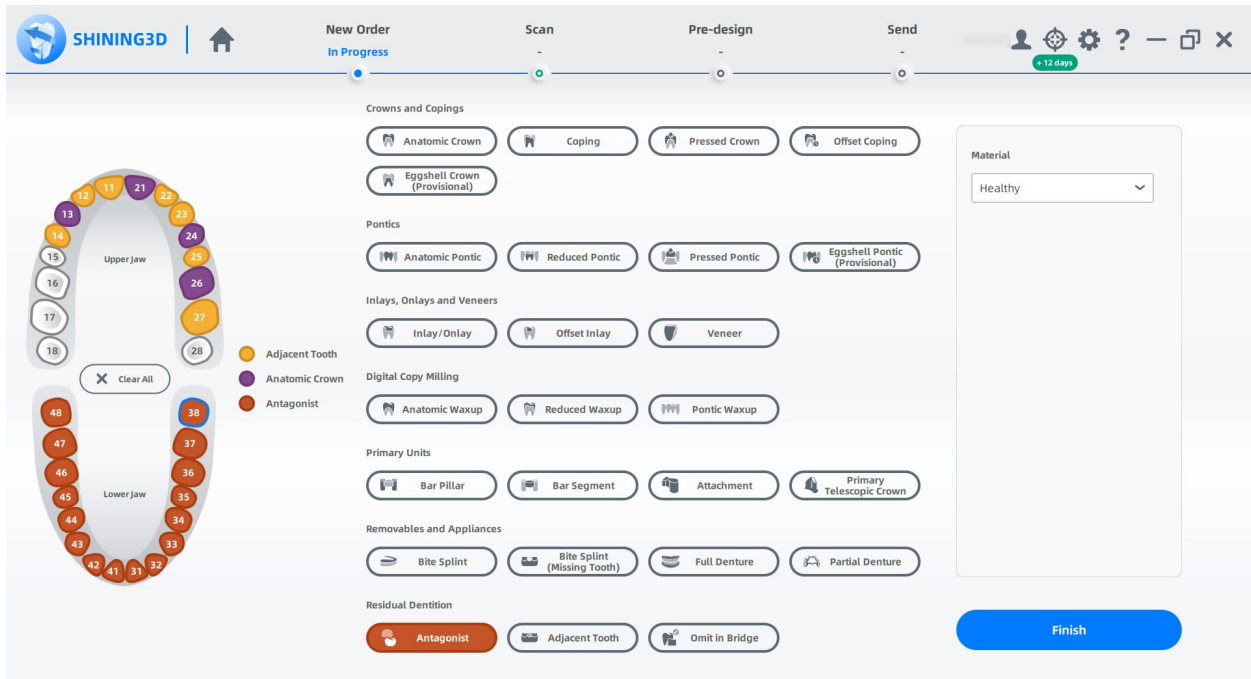 SHINING3D
New Order
Scan
Pre-design
Send
In Progress
-
-
-
+ 12 days
Crowns and Copings
Anatomic Crown
Coping
Pressed Crown
Offset Coping
Eggshell Crown
(Provisional)
Pontics
Anatomic Pontic
Reduced Pontic
Pressed Pontic
Eggshell Pontic
(Provisional)
Inlays, Onlays and Veneers
Inlay/Onlay
Offset Inlay
Veneer
Digital Copy Milling
Anatomic Waxup
Reduced Waxup
Pontic Waxup
Primary Units
Bar Pillar
Bar Segment
Attachment
Primary
Telescopic Crown
Removables and Appliances
Bite Splint
Bite Splint
(Missing Tooth)
Full Denture
Partial Denture
Residual Dentition
Antagonist
Adjacent Tooth
Omit in Bridge
11
21
12
22
13
23
14
24
15
25
16
26
17
27
18
28
Upper Jaw
Clear All
Adjacent Tooth
Anatomic Crown
Antagonist
48
38
47
37
46
36
45
35
44
34
43
33
42
41
31
32
Lower Jaw
Material
Healthy
Finish